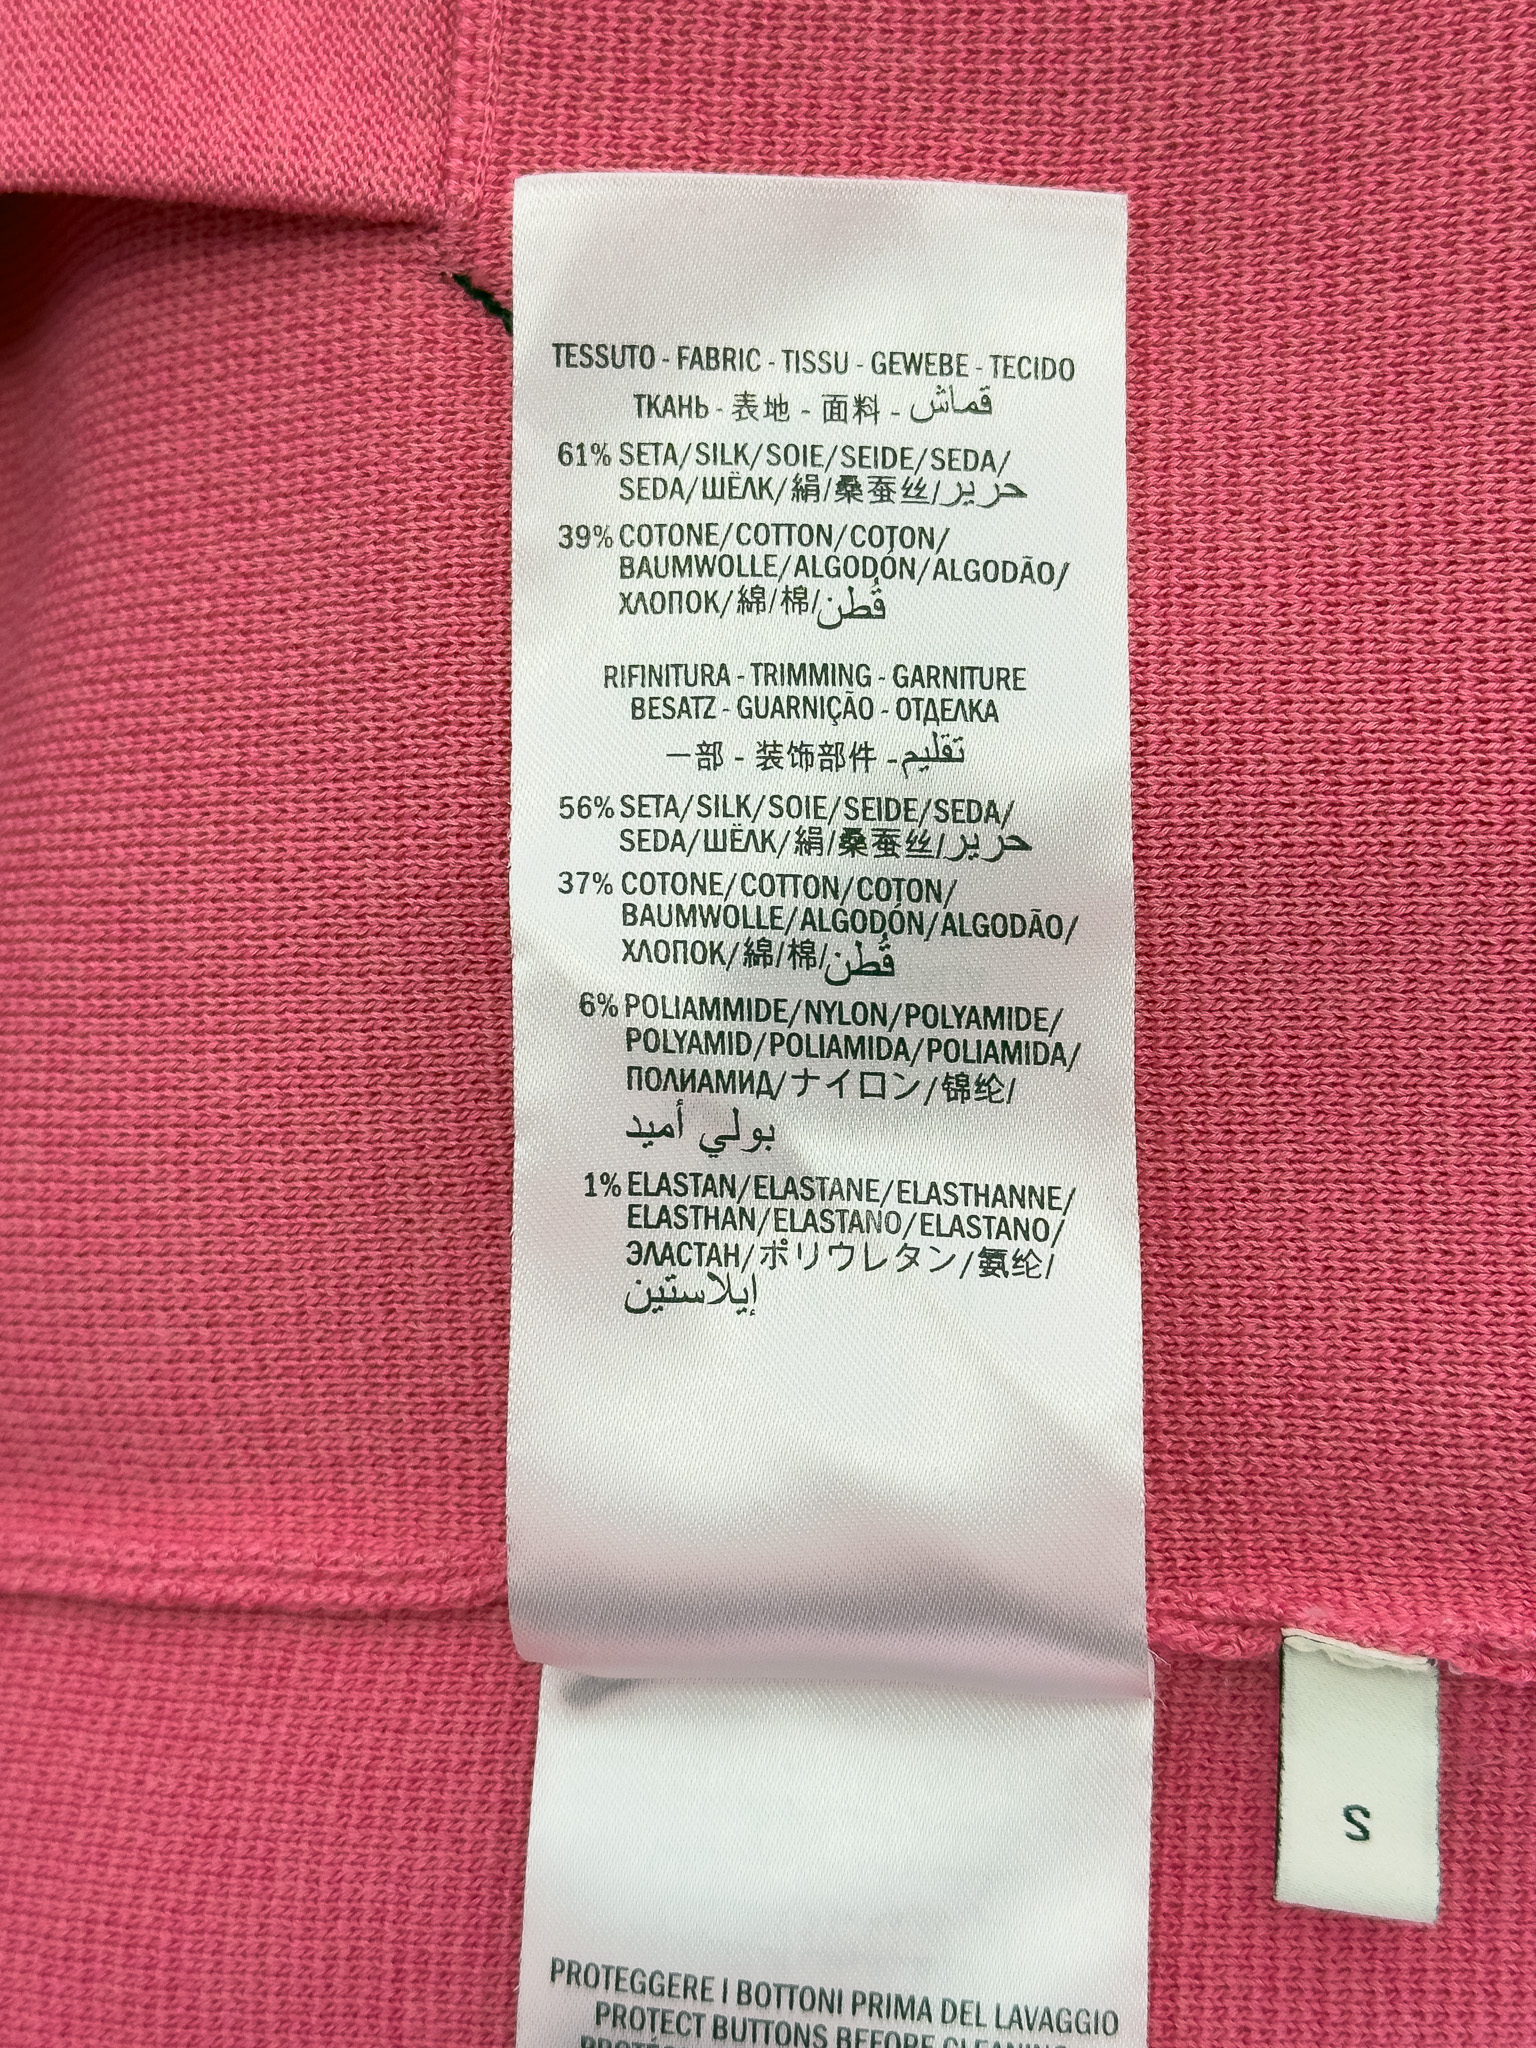 TESSUTO - FABRIC - TISSU - GEWEBE - TECIDO
ТКАНЬ - 表地 - 面料 - قماش
61% SETA/SILK/SOIE/SEIDE/SEDA/
SEDA/ШЁЛК/絹/桑蚕丝/حرير
39% COTONE/COTTON/COTON/
BAUMWOLLE/ALGODÓN/ALGODÃO/
ХЛОПОК/綿/棉/قُطن
RIFINITURA - TRIMMING - GARNITURE
BESATZ - GUARNIÇÃO - ОТДЕЛКА
一部 - 装饰部件 - تقليم
56% SETA/SILK/SOIE/SEIDE/SEDA/
SEDA/ШЁЛК/絹/桑蚕丝/حرير
37% COTONE/COTTON/COTON/
BAUMWOLLE/ALGODÓN/ALGODÃO/
ХЛОПОК/綿/棉/قُطن
6% POLIAMMIDE/NYLON/POLYAMIDE/
POLYAMID/POLIAMIDA/POLIAMIDA/
ПОЛИАМИД/ナイロン/锦纶/
بولي أميد
1% ELASTAN/ELASTANE/ELASTHANNE/
ELASTHAN/ELASTANO/ELASTANO/
ЭЛАСТАН/ポリウレタン/氨纶/
إيلاستين
S
PROTEGGERE I BOTTONI PRIMA DEL LAVAGGIO
PROTECT BUTTONS BEFORE CLEANING